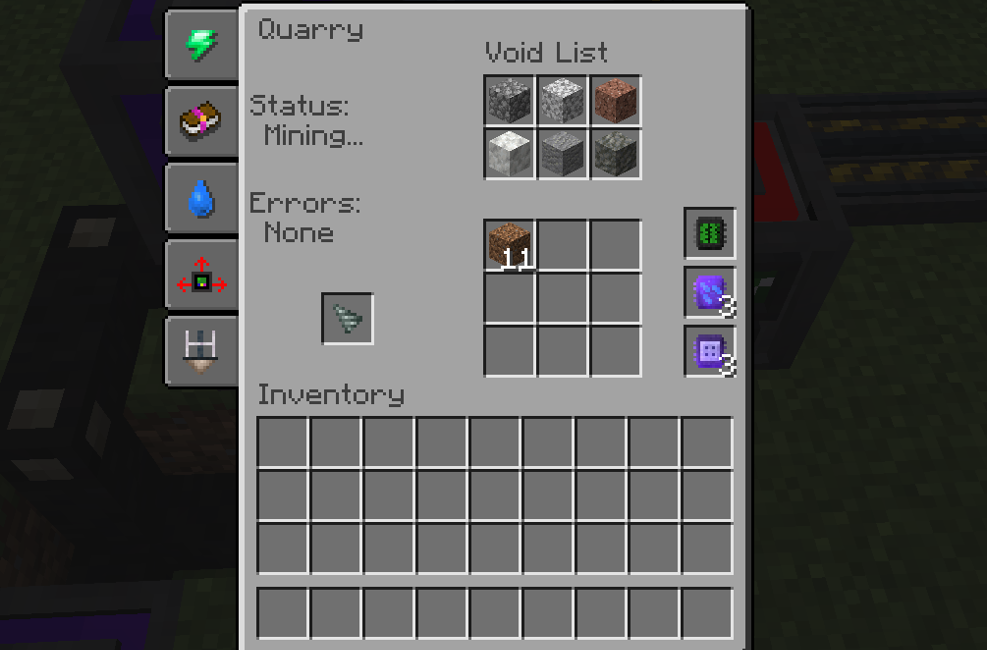 Quarry
Void List
Status:
Mining...
Errors:
None
11
3
3
Inventory